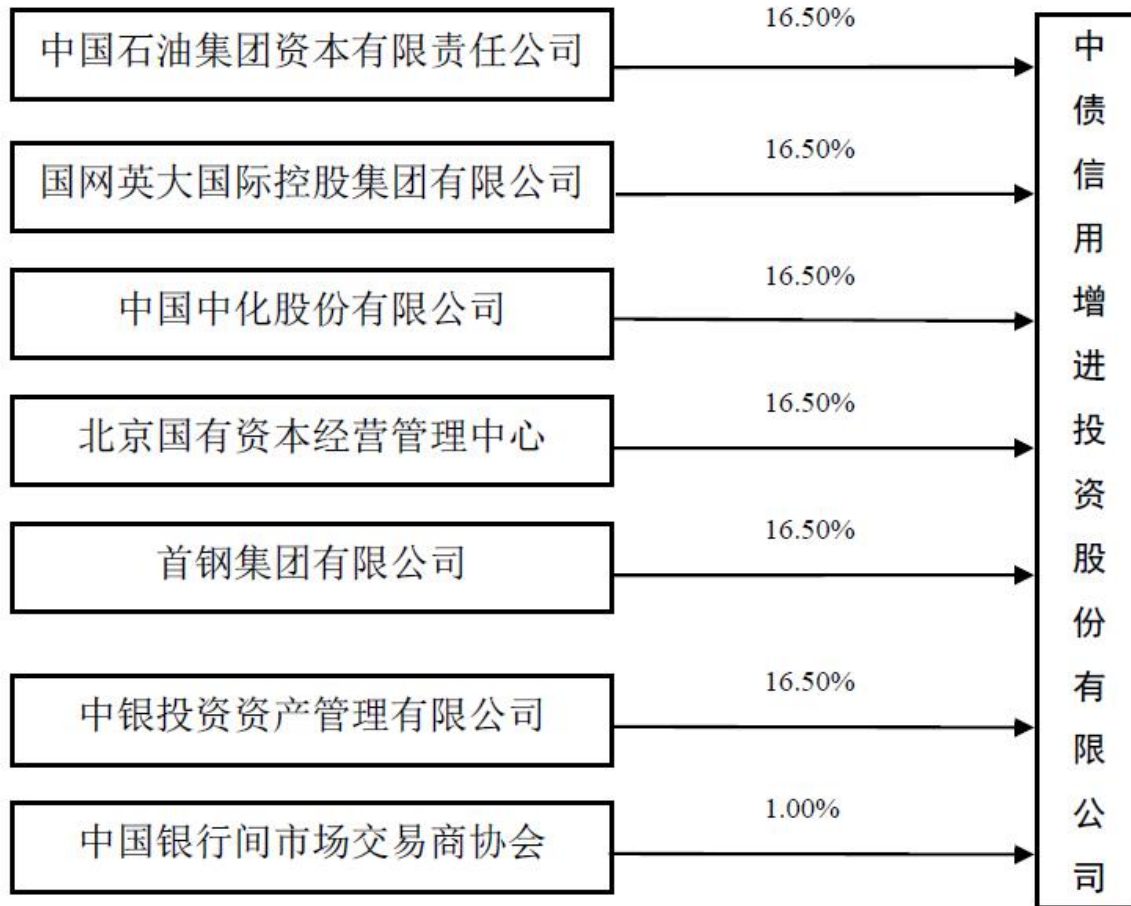 16.50%
中国石油集团资本有限责任公司
16.50%
国网英大国际控股集团有限公司
16.50%
中国中化股份有限公司
16.50%
北京国有资本经营管理中心
16.50%
首钢集团有限公司
16.50%
中银投资资产管理有限公司
1.00%
中国银行间市场交易商协会
中债信用增进投资股份有限公司